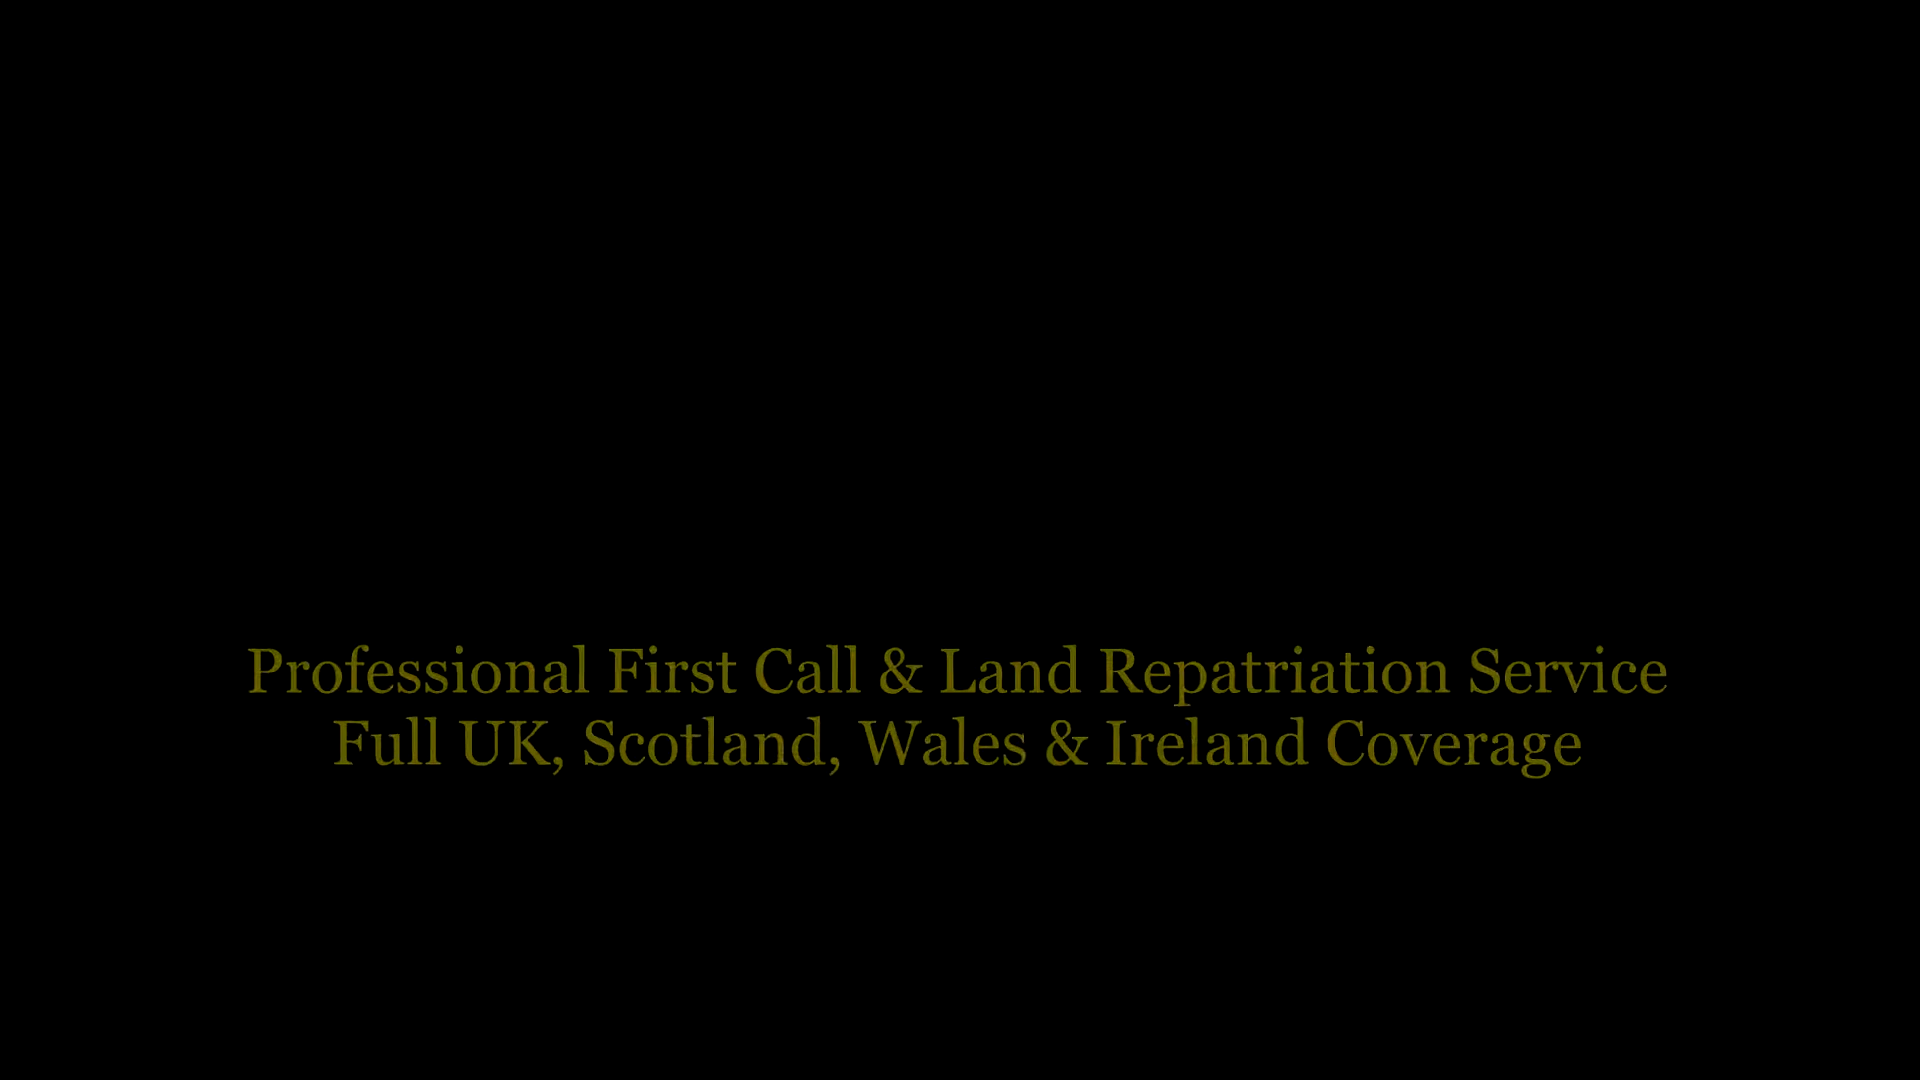 Professional First Call & Land Repatriation Service
Full UK, Scotland, Wales & Ireland Coverage